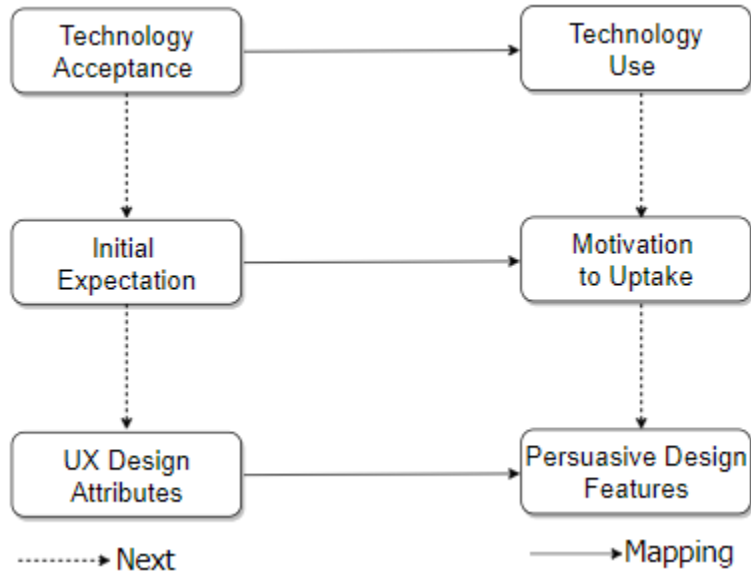 Technology
Acceptance
Technology
Use
Initial
Expectation
Motivation
to Uptake
UX Design
Attributes
Persuasive Design
Features
Next
Mapping